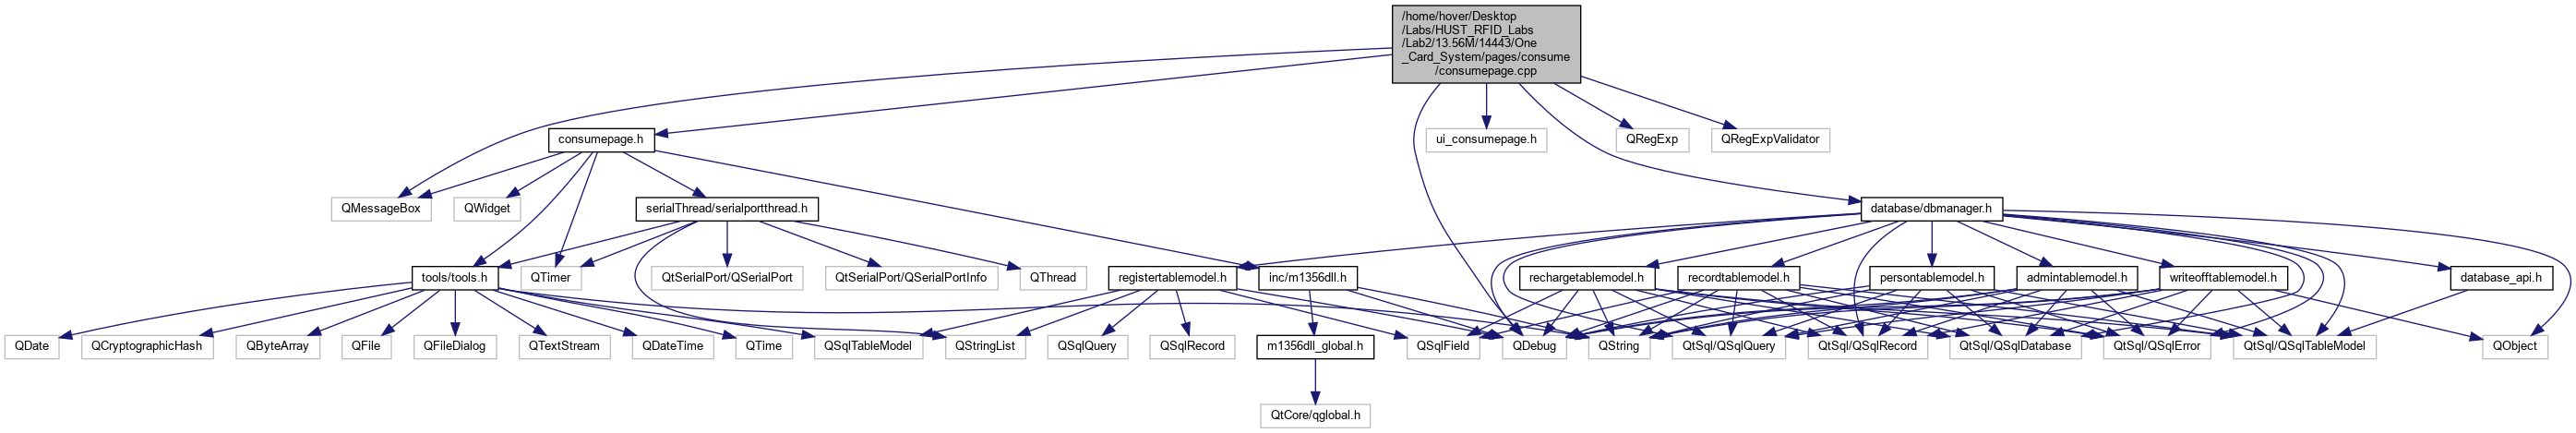 /home/hover/Desktop
/Labs/HUST_RFID_Labs
/Lab2/13.56M/14443/One
_Card_System/pages/consume
/consumepage.cpp
consumepage.h
ui_consumepage.h
QRegExp
QRegExpValidator
QMessageBox
QWidget
serialThread/serialportthread.h
database/dbmanager.h
tools/tools.h
QTimer
QtSerialPort/QSerialPort
QtSerialPort/QSerialPortInfo
QThread
registertablemodel.h
inc/m1356dll.h
rechargetablemodel.h
recordtablemodel.h
persontablemodel.h
admintablemodel.h
writeofftablemodel.h
database_api.h
QDate
QCryptographicHash
QByteArray
QFile
QFileDialog
QTextStream
QDateTime
QTime
QSqlTableModel
QStringList
QSqlQuery
QSqlRecord
m1356dll_global.h
QSqlField
QDebug
QString
QtSql/QSqlQuery
QtSql/QSqlRecord
QtSql/QSqlDatabase
QtSql/QSqlError
QtSql/QSqlTableModel
QObject
QtCore/qglobal.h